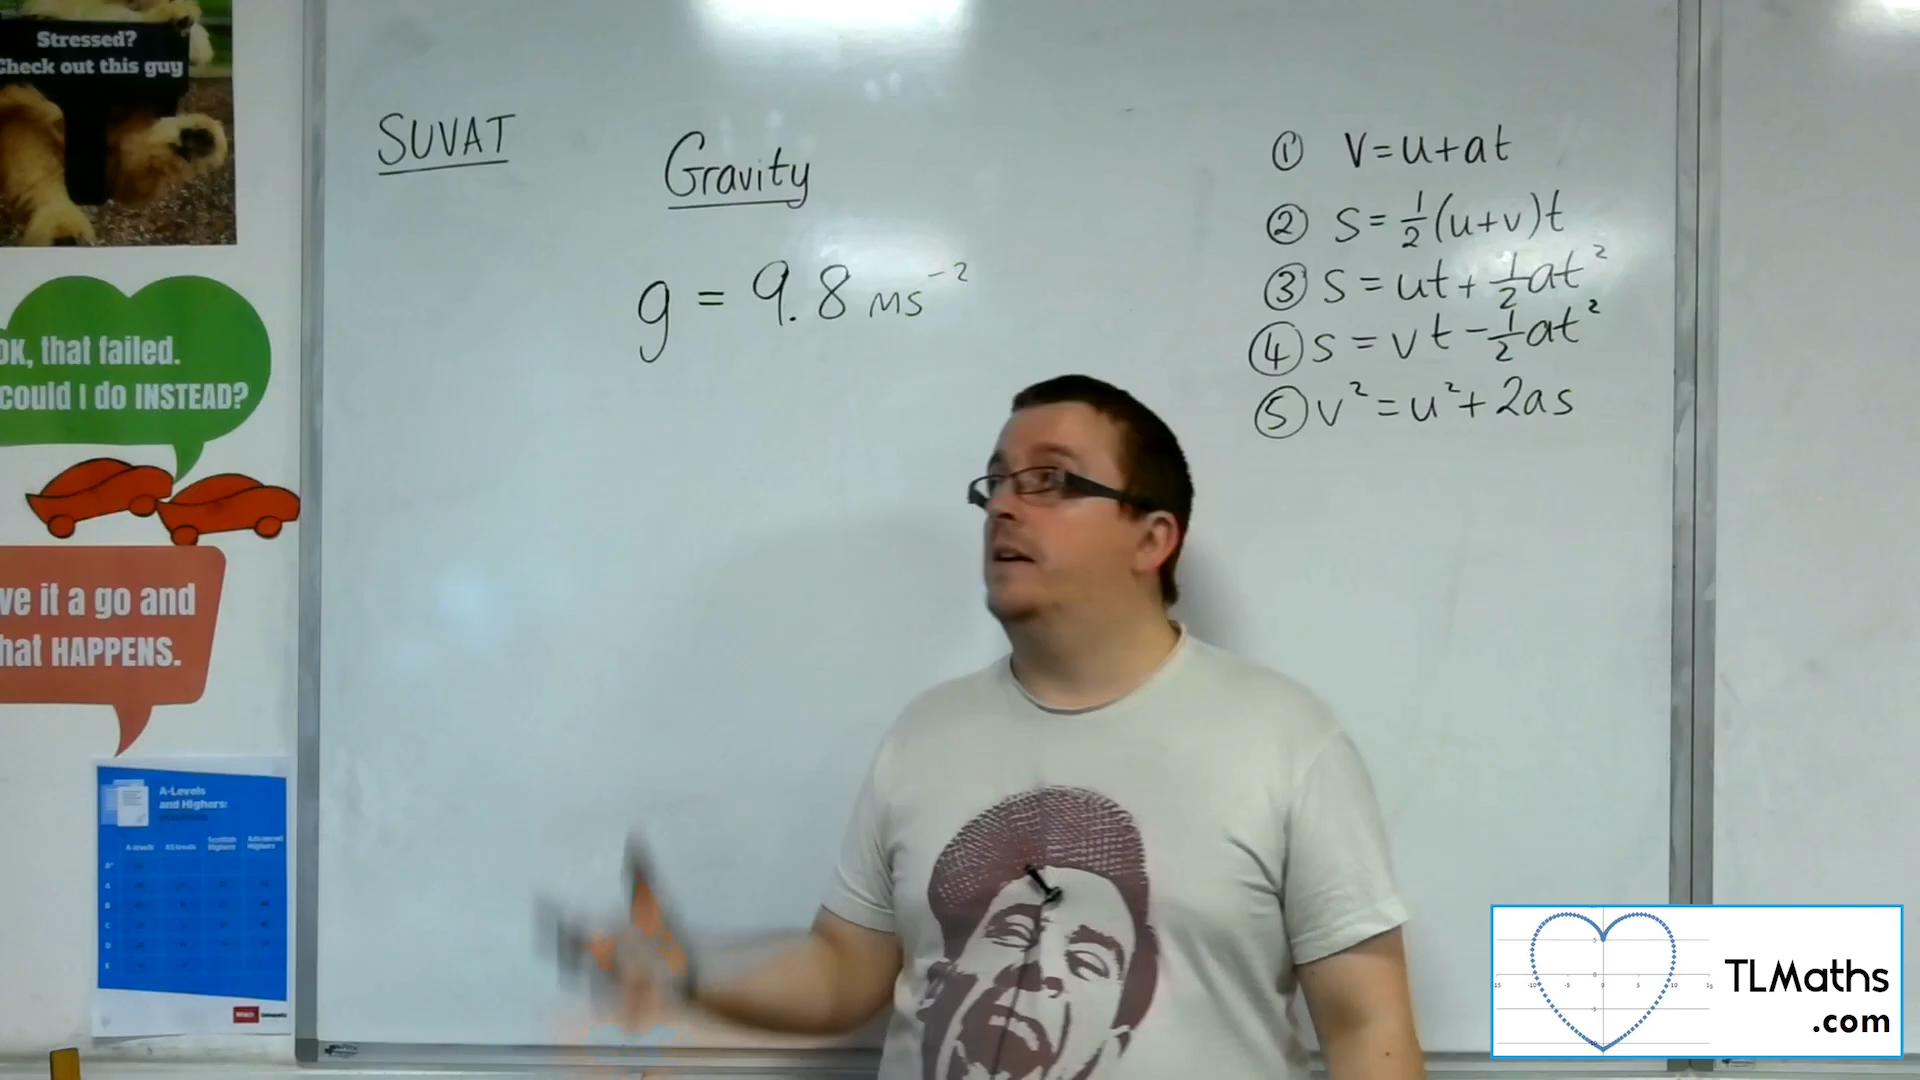 Stressed?
Check out this guy
OK, that failed.
could I do INSTEAD?
ve it a go and
hat HAPPENS.
A-Levels
and Highers:
SUVAT
Gravity
g = 9.8 ms⁻²
① v=u+at
② s=½(u+v)t
③ s=ut+½at²
④ s=vt-½at²
⑤ v²=u²+2as
TLMaths
.com